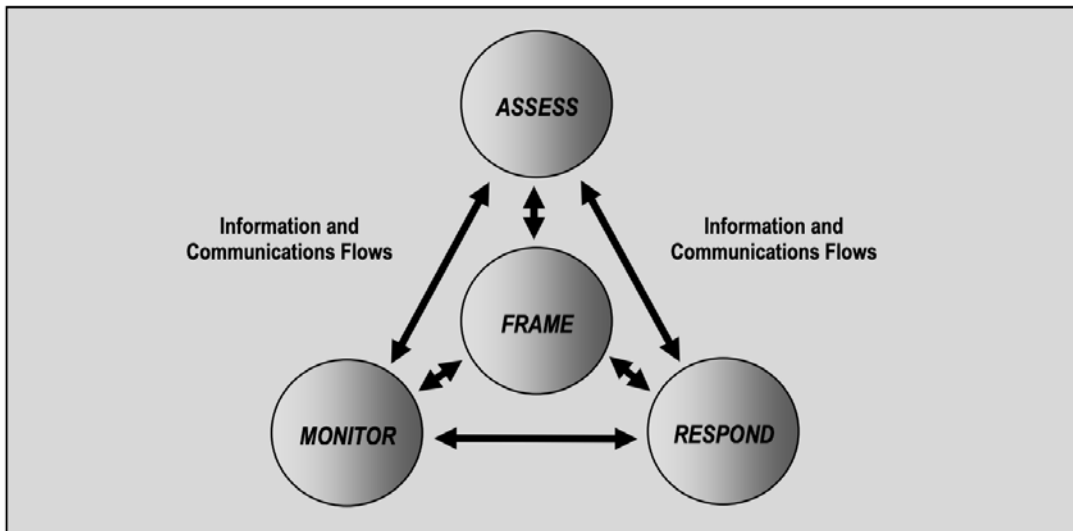 ASSESS
Information and
Communications Flows
Information and
Communications Flows
FRAME
MONITOR
RESPOND